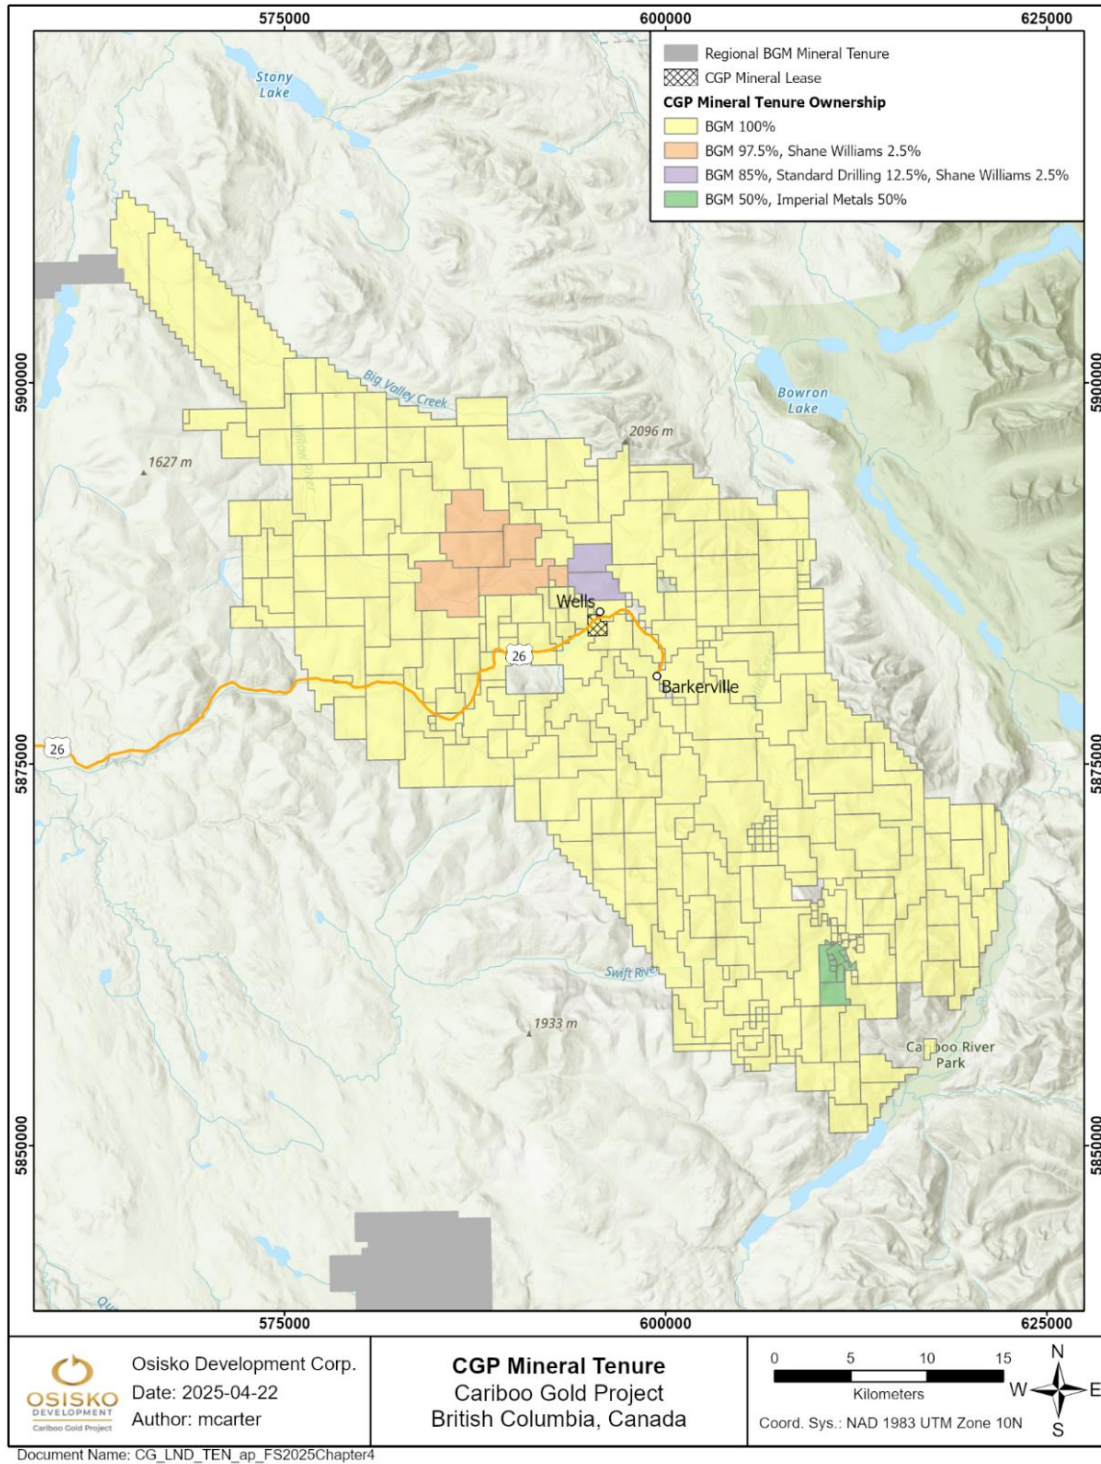 575000
600000
625000
Regional BGM Mineral Tenure
CGP Mineral Lease
CGP Mineral Tenure Ownership
BGM 100%
BGM 97.5%, Shane Williams 2.5%
BGM 85%, Standard Drilling 12.5%, Shane Williams 2.5%
BGM 50%, Imperial Metals 50%
Stony
Lake
5900000
5900000
Big Valley Creek
Bowron
Lake
2096 m
1627 m
Willow River
Wells
26
Barkerville
26
5875000
5875000
Swift River
1933 m
Cariboo River
Park
5850000
5850000
575000
600000
625000
OSISKO
DEVELOPMENT
Cariboo Gold Project
Osisko Development Corp.
Date: 2025-04-22
Author: mcarter
CGP Mineral Tenure
Cariboo Gold Project
British Columbia, Canada
0 5 10 15
Kilometers
Coord. Sys.: NAD 1983 UTM Zone 10N
N
W E
S
Document Name: CG_LND_TEN_ap_FS2025Chapter4